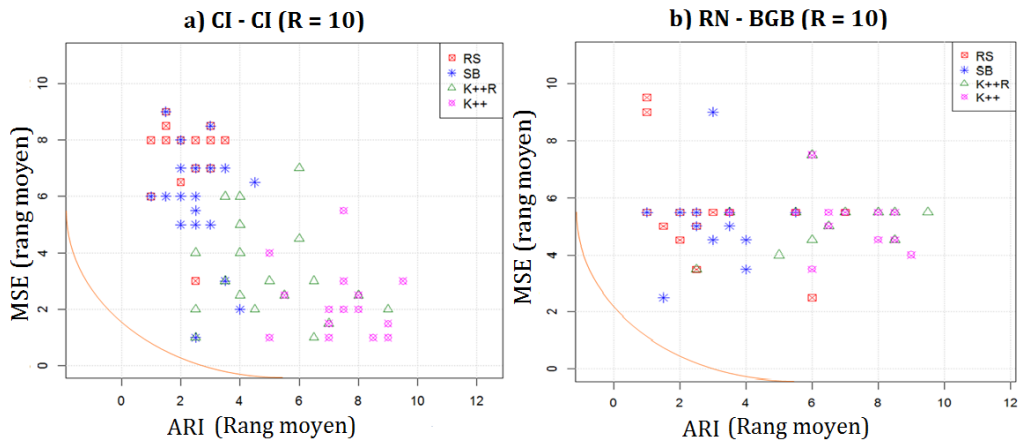 a) CI - CI (R = 10)
RS
SB
K++R
K++
MSE (rang moyen)
10
8
6
4
2
0
0 2 4 6 8 10 12
ARI (Rang moyen)
b) RN - BGB (R = 10)
RS
SB
K++R
K++
MSE (rang moyen)
10
8
6
4
2
0
0 2 4 6 8 10 12
ARI (Rang moyen)